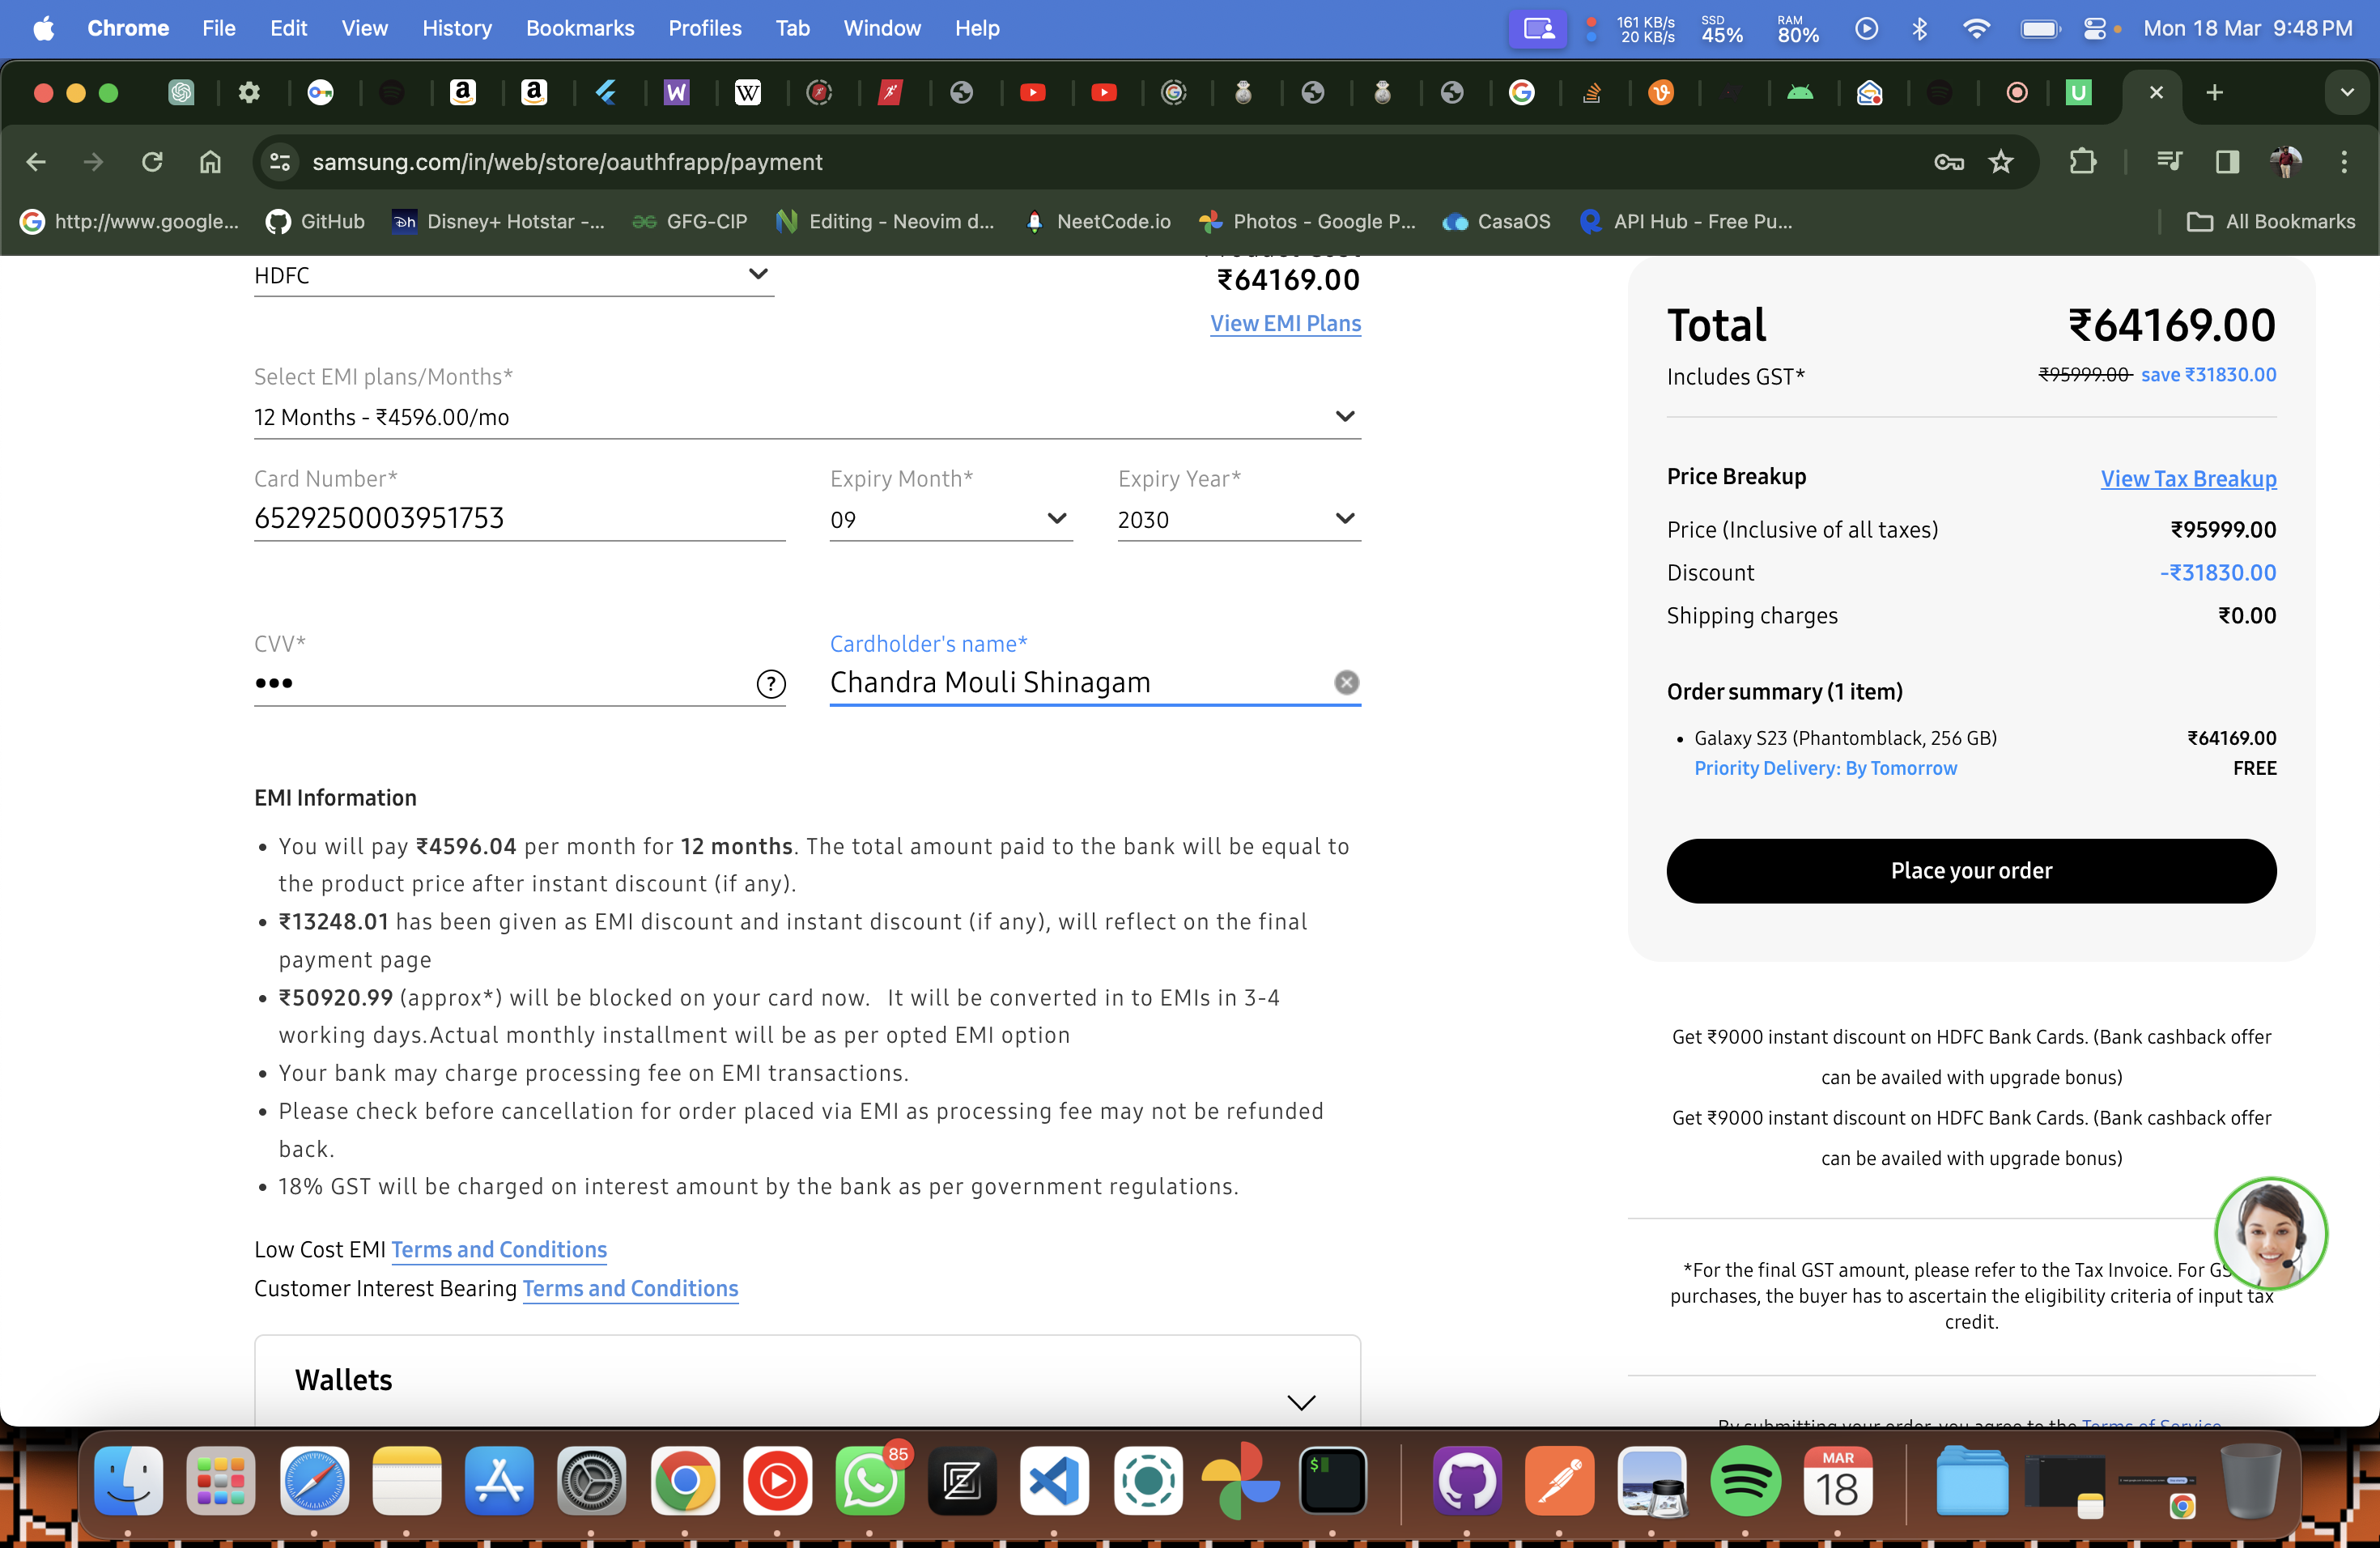 Chrome File Edit View History Bookmarks Profiles Tab Window Help
161 KB/s
20 KB/s
SSD
45%
RAM
80%
Mon 18 Mar 9:48 PM
samsung.com/in/web/store/oauthfrapp/payment
http://www.google... GitHub Disney+ Hotstar -... GFG-CIP Editing - Neovim d... NeetCode.io Photos - Google P... CasaOS API Hub - Free Pu... All Bookmarks
HDFC
₹64169.00
View EMI Plans
Select EMI plans/Months*
12 Months - ₹4596.00/mo
Card Number* Expiry Month* Expiry Year*
6529250003951753 09 2030
CVV* Cardholder's name*
••• Chandra Mouli Shinagam
EMI Information
• You will pay ₹4596.04 per month for 12 months. The total amount paid to the bank will be equal to
the product price after instant discount (if any).
• ₹13248.01 has been given as EMI discount and instant discount (if any), will reflect on the final
payment page
• ₹50920.99 (approx*) will be blocked on your card now. It will be converted in to EMIs in 3-4
working days.Actual monthly installment will be as per opted EMI option
• Your bank may charge processing fee on EMI transactions.
• Please check before cancellation for order placed via EMI as processing fee may not be refunded
back.
• 18% GST will be charged on interest amount by the bank as per government regulations.
Low Cost EMI Terms and Conditions
Customer Interest Bearing Terms and Conditions
Wallets
Total ₹64169.00
Includes GST* ₹95999.00 save ₹31830.00
Price Breakup View Tax Breakup
Price (Inclusive of all taxes) ₹95999.00
Discount -₹31830.00
Shipping charges ₹0.00
Order summary (1 item)
• Galaxy S23 (Phantomblack, 256 GB) ₹64169.00
Priority Delivery: By Tomorrow FREE
Place your order
Get ₹9000 instant discount on HDFC Bank Cards. (Bank cashback offer
can be availed with upgrade bonus)
Get ₹9000 instant discount on HDFC Bank Cards. (Bank cashback offer
can be availed with upgrade bonus)
*For the final GST amount, please refer to the Tax Invoice. For
purchases, the buyer has to ascertain the eligibility criteria of input tax
credit.
By submitting your order, you agree to the Terms of Service
85
MAR
18